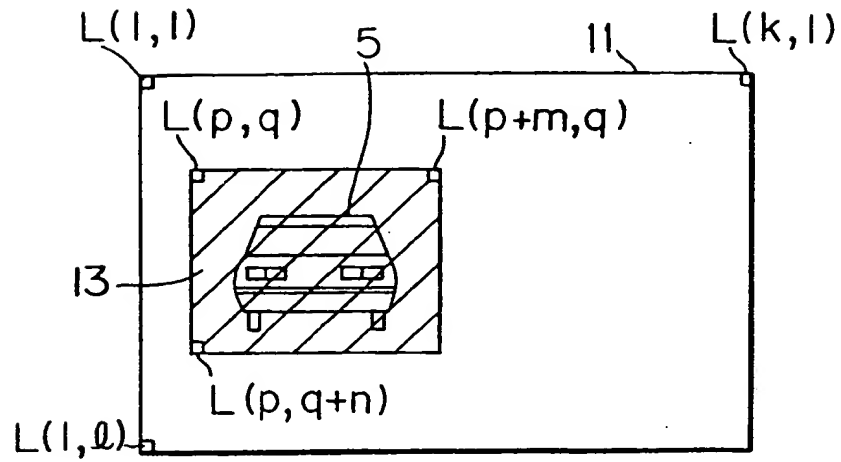 L(1,1)
5
11
L(k,1)
L(p,q)
L(p+m,q)
13
L(p,q+n)
L(1,ℓ)